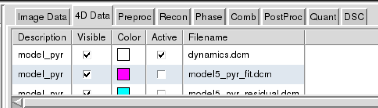 Image Data 4D Data Preproc Recon Phase Comb PostProc Quant DSC
Description Visible Color Active Filename
model_pyr dynamics.dcm
model_pyr model5_pyr_fit.dcm
model_pyr model5_pyr_residual.dcm